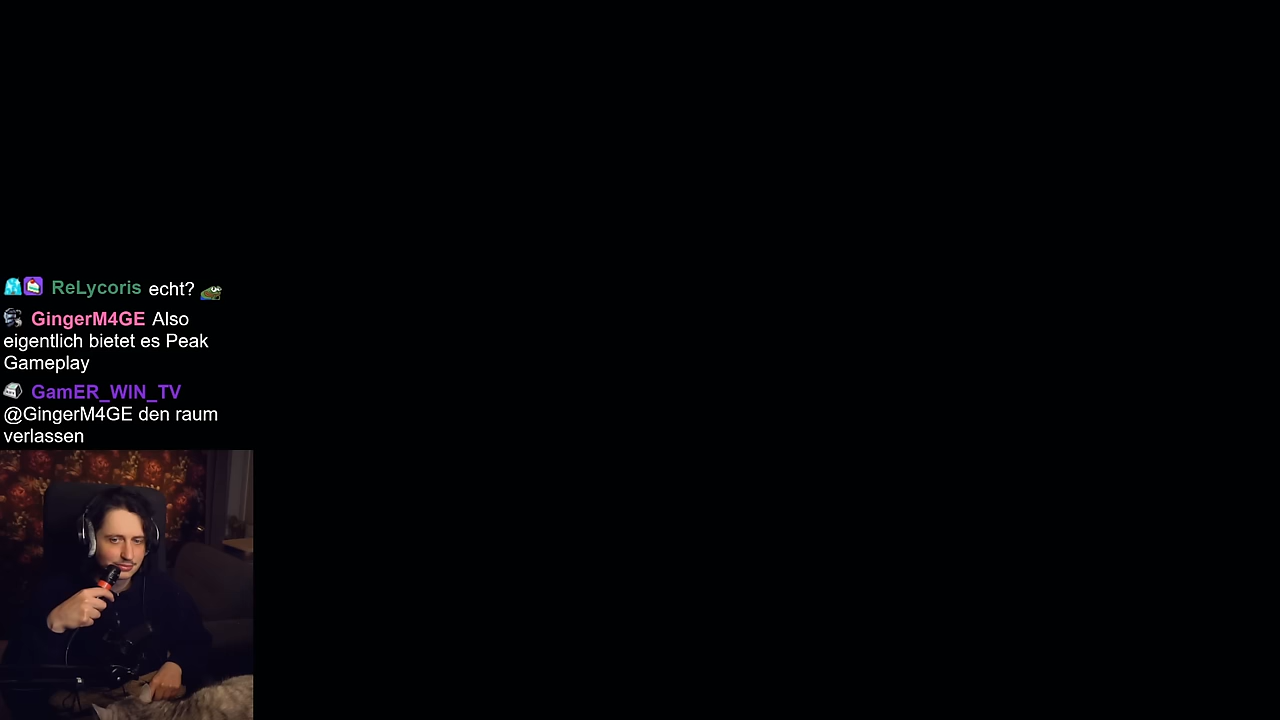 ReLycoris echt?
GingerM4GE Also
eigentlich bietet es Peak
Gameplay
GamER_WIN_TV
@GingerM4GE den raum
verlassen